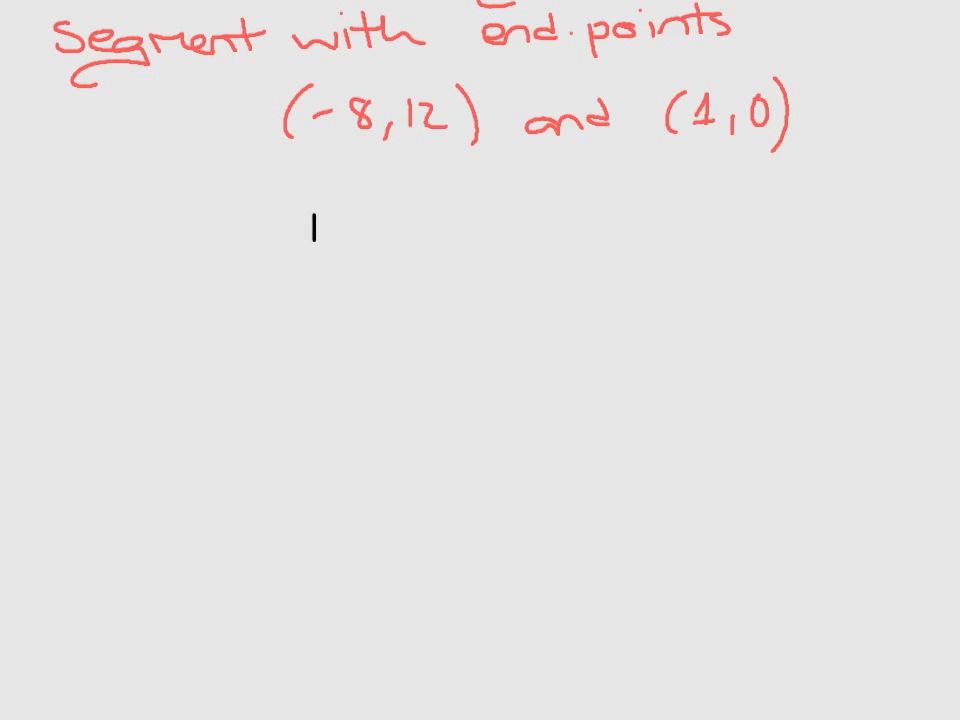 Segment with end.points
(-8,12) and (1,0)